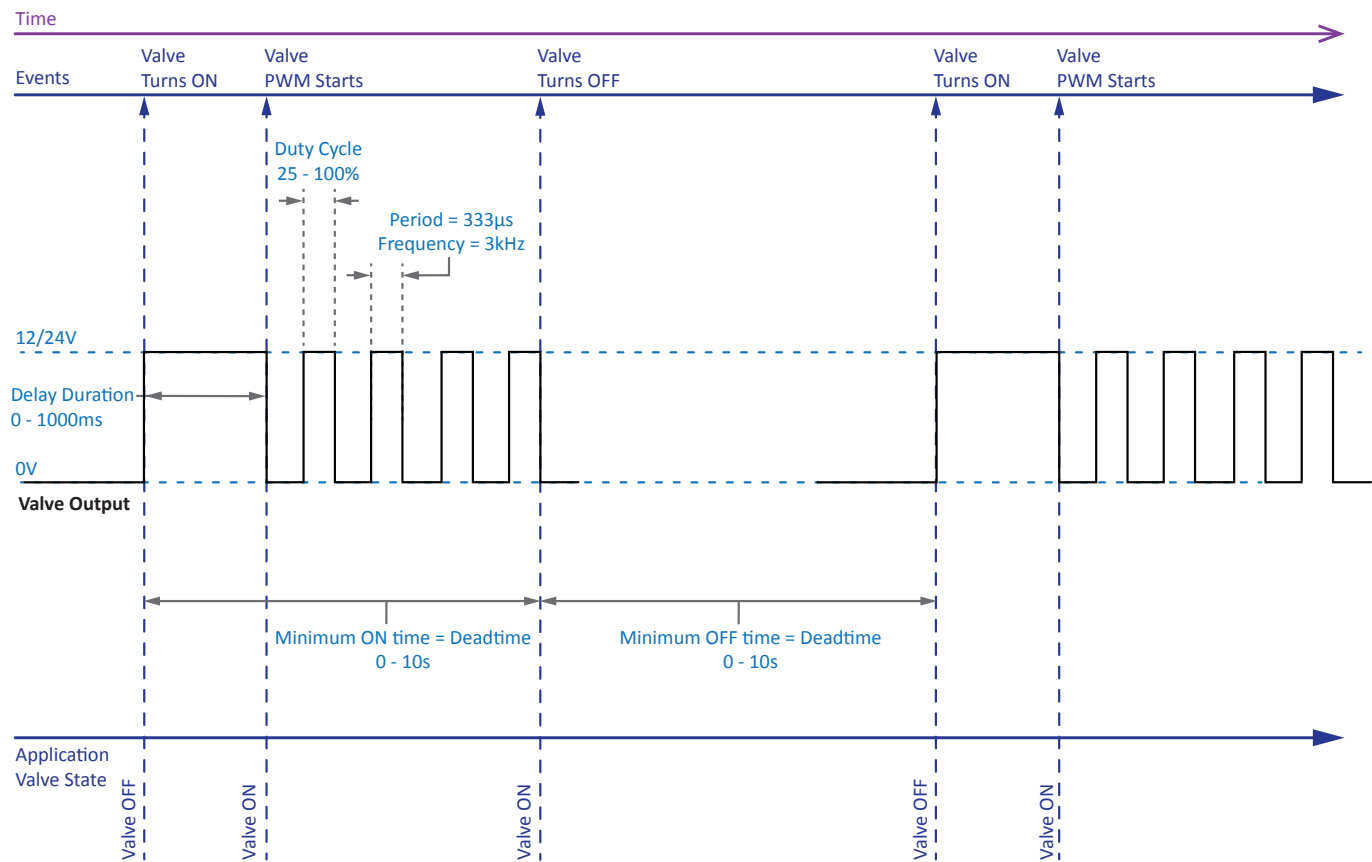 Time
Events
Valve
Turns ON
Valve
PWM Starts
Valve
Turns OFF
Valve
Turns ON
Valve
PWM Starts
Duty Cycle
25 - 100%
Period = 333µs
Frequency = 3kHz
12/24V
Delay Duration
0 - 1000ms
0V
Valve Output
Minimum ON time = Deadtime
0 - 10s
Minimum OFF time = Deadtime
0 - 10s
Application
Valve State
Valve OFF
Valve ON
Valve ON
Valve OFF
Valve ON